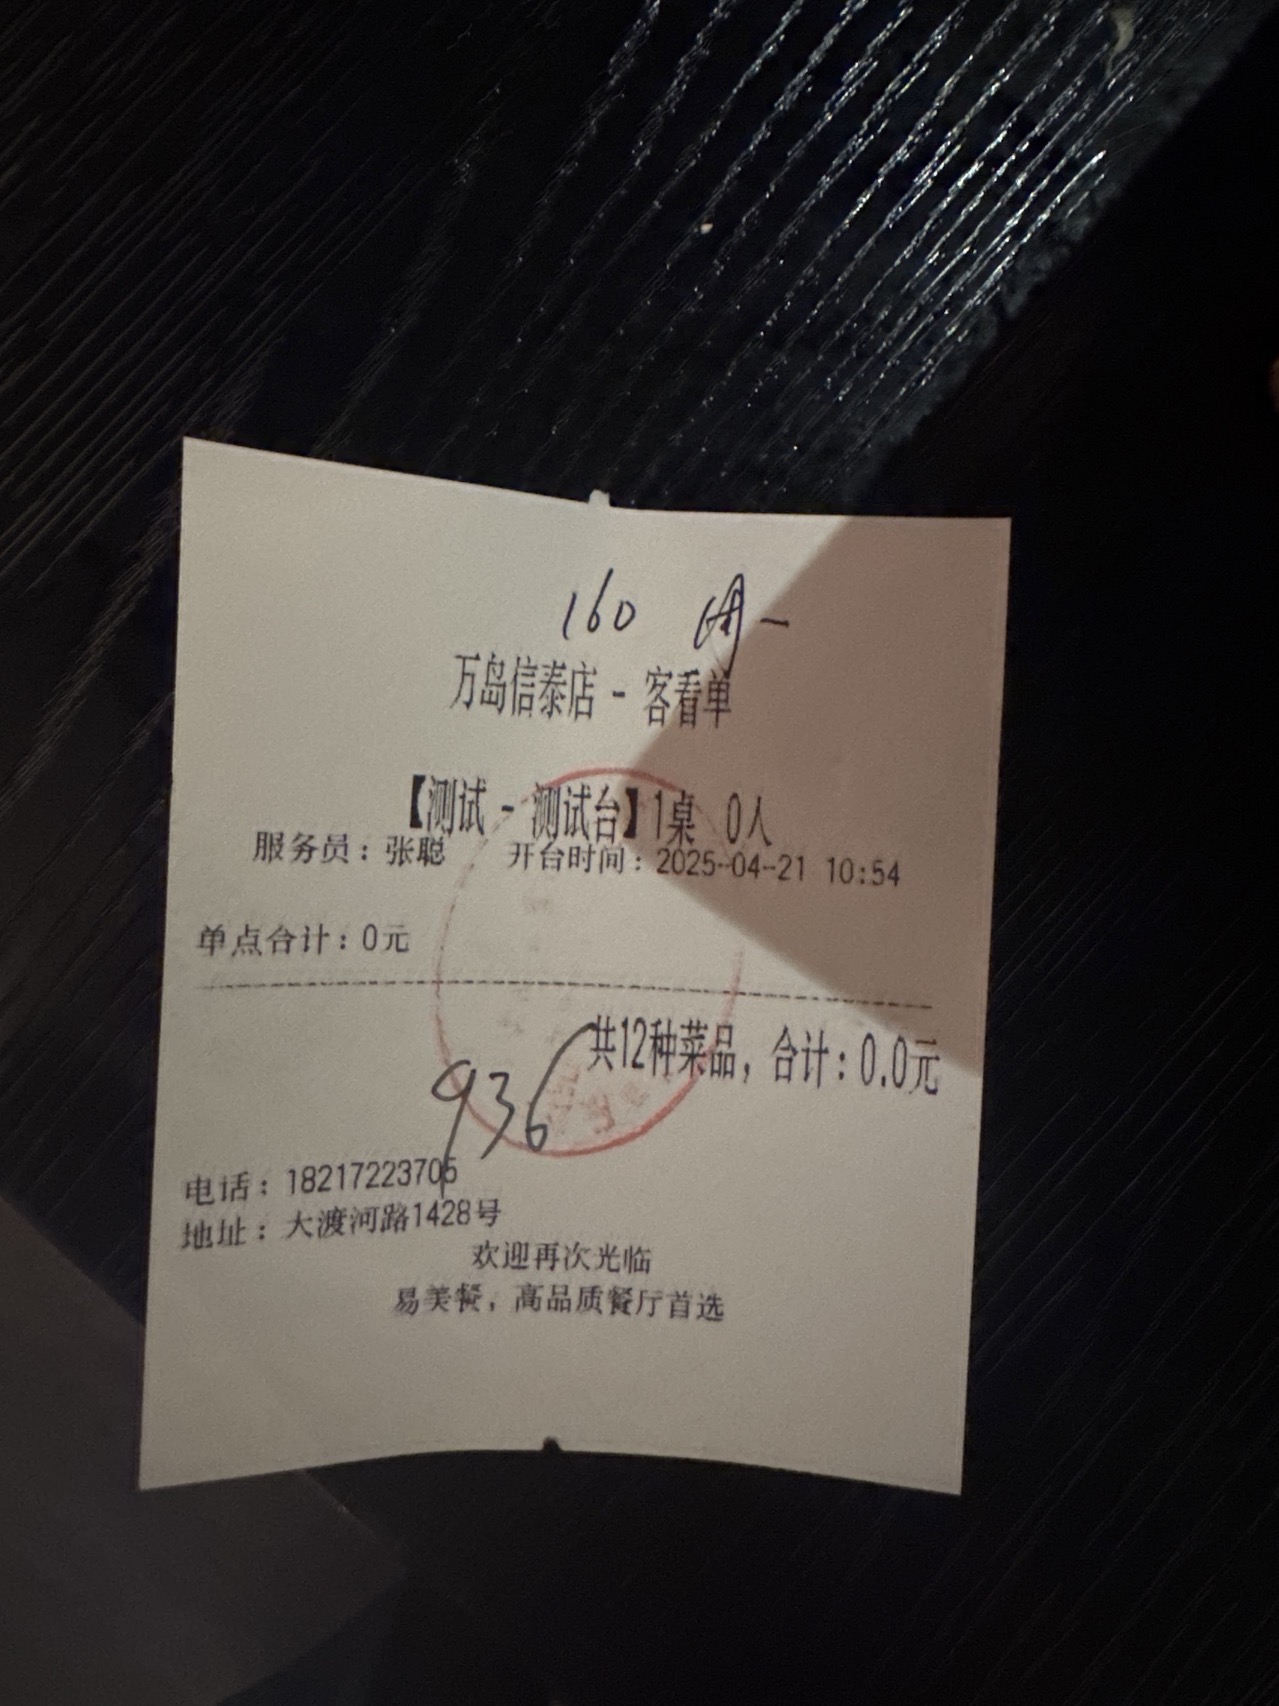 160 周一
万岛信泰店 - 客看单
【测试 - 测试台】1桌 0人
服务员：张聪 开台时间：2025-04-21 10:54
单点合计：0元
共12种菜品，合计：0.0元
936
电话：18217223705
地址：大渡河路1428号
欢迎再次光临
易美餐，高品质餐厅首选